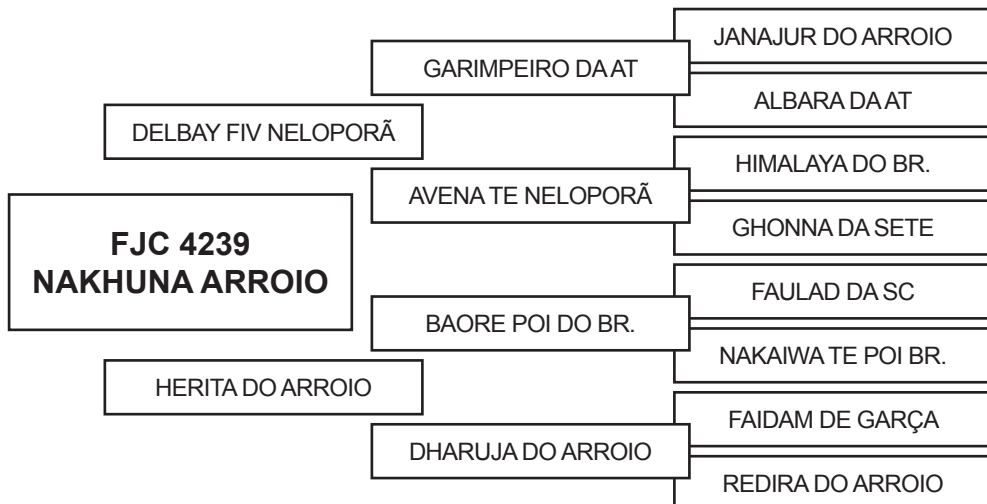 JANAJUR DO ARROIO
GARIMPEIRO DA AT
ALBARA DA AT
DELBAY FIV NELOPORÃ
HIMALAYA DO BR.
AVENA TE NELOPORÃ
GHONNA DA SETE
FJC 4239
NAKHUNA ARROIO
FAULAD DA SC
BAORE POI DO BR.
NAKAIWA TE POI BR.
HERITA DO ARROIO
FAIDAM DE GARÇA
DHARUJA DO ARROIO
REDIRA DO ARROIO